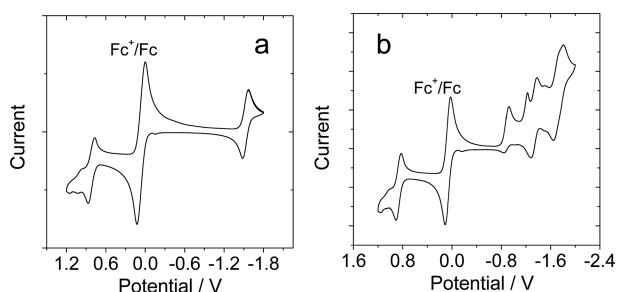 a
Fc+/Fc
Current
1.2 0.6 0.0 -0.6 -1.2 -1.8
Potential / V
b
Fc+/Fc
Current
1.6 0.8 0.0 -0.8 -1.6 -2.4
Potential / V